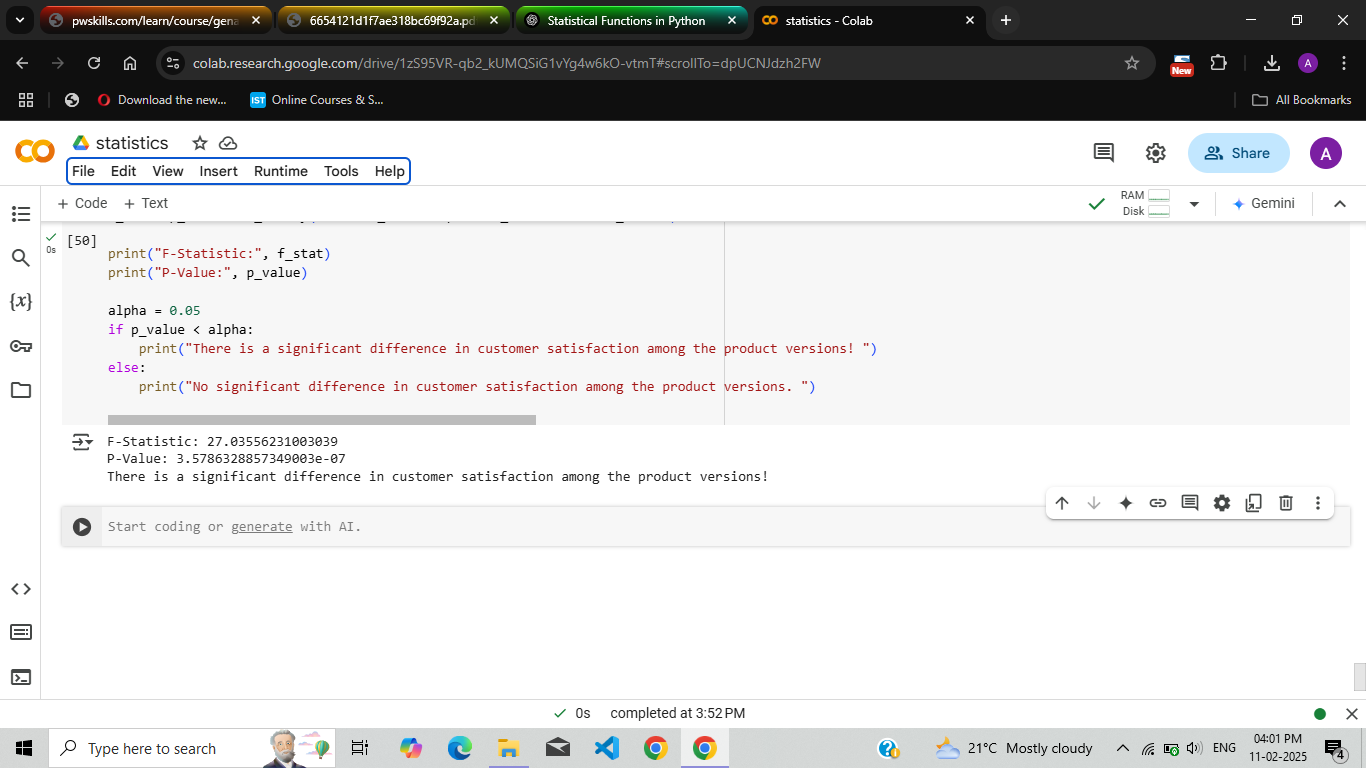 pwskills.com/learn/course/gena
6654121d1f7ae318bc69f92a.pd
Statistical Functions in Python
statistics - Colab
colab.research.google.com/drive/1zS95VR-qb2_kUMQSiG1vYg4w6kO-vtmT#scrollTo=dpUCNJdzh2FW
New
A
Download the new...
IST
Online Courses & S...
All Bookmarks
statistics
Share
A
File Edit View Insert Runtime Tools Help
+ Code + Text
RAM
Disk
Gemini
0s
[50]
print("F-Statistic:", f_stat)
print("P-Value:", p_value)
alpha = 0.05
if p_value < alpha:
print("There is a significant difference in customer satisfaction among the product versions! ")
else:
print("No significant difference in customer satisfaction among the product versions. ")
F-Statistic: 27.03556231003039
P-Value: 3.5786328857349003e-07
There is a significant difference in customer satisfaction among the product versions!
Start coding or generate with AI.
0s completed at 3:52 PM
Type here to search
21°C Mostly cloudy
ENG
04:01 PM
11-02-2025
4